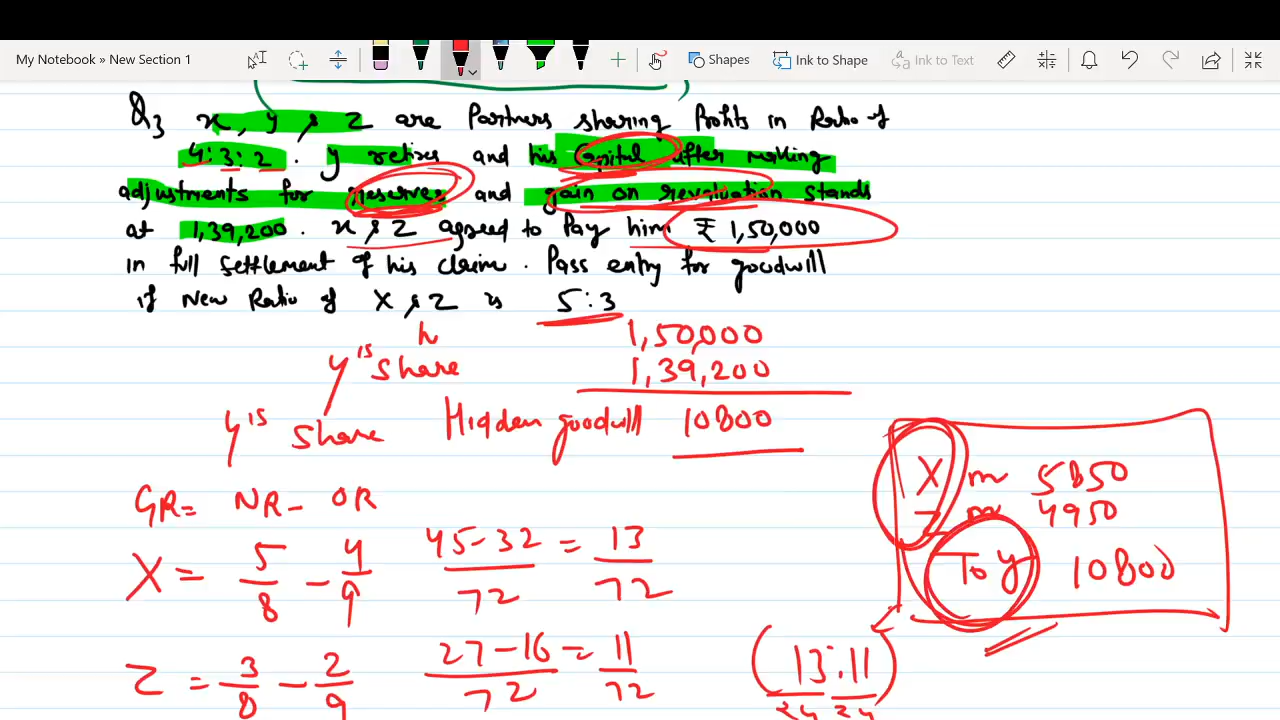 My Notebook » New Section 1
Shapes
Ink to Shape
Ink to Text
Q3 x, y & z are Partners sharing Profits in Ratio of
4:3:2. y retires and his Capital after making
adjustments for reserves and gain on revaluation stands
at 1,39,200. x & z agreed to Pay him ₹ 1,50,000
in full settlement of his claim. Pass entry for goodwill
if New Ratio of X & Z is 5:3
1,50,000
y's share 1,39,200
y's share Hidden goodwill 10800
GR = NR - OR
X = 5/8 - 4/9 45-32/72 = 13/72
Z = 3/8 - 2/9 27-16/72 = 11/72
X 5850
4950
To y 10800
(13:11)
24 24